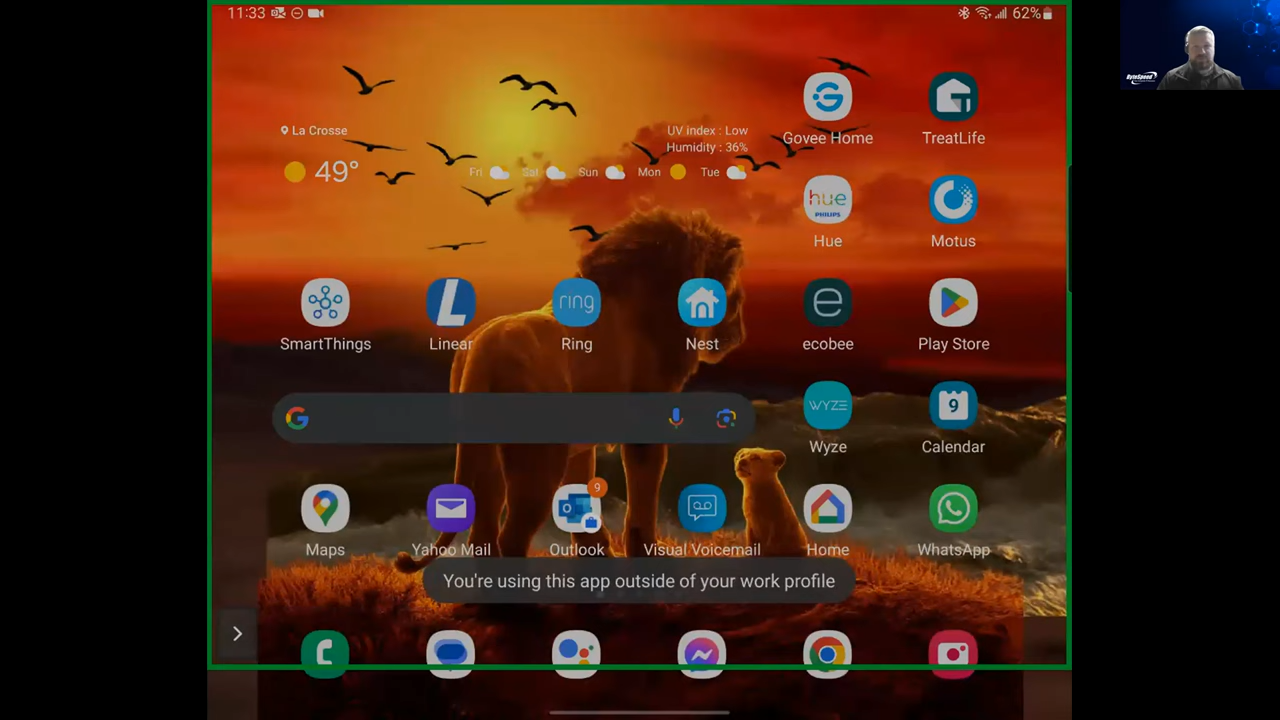 11:33
62%
La Crosse
49°
UV index : Low
Humidity : 36%
Fri Sat Sun Mon Tue
Govee Home
TreatLife
hue
PHILIPS
Hue
Motus
SmartThings
L
Linear
ring
Ring
Nest
e
ecobee
Play Store
G
WYZE
Wyze
9
Calendar
Maps
Yahoo Mail
9
Outlook
Visual Voicemail
Home
WhatsApp
You're using this app outside of your work profile
ByteSpeed